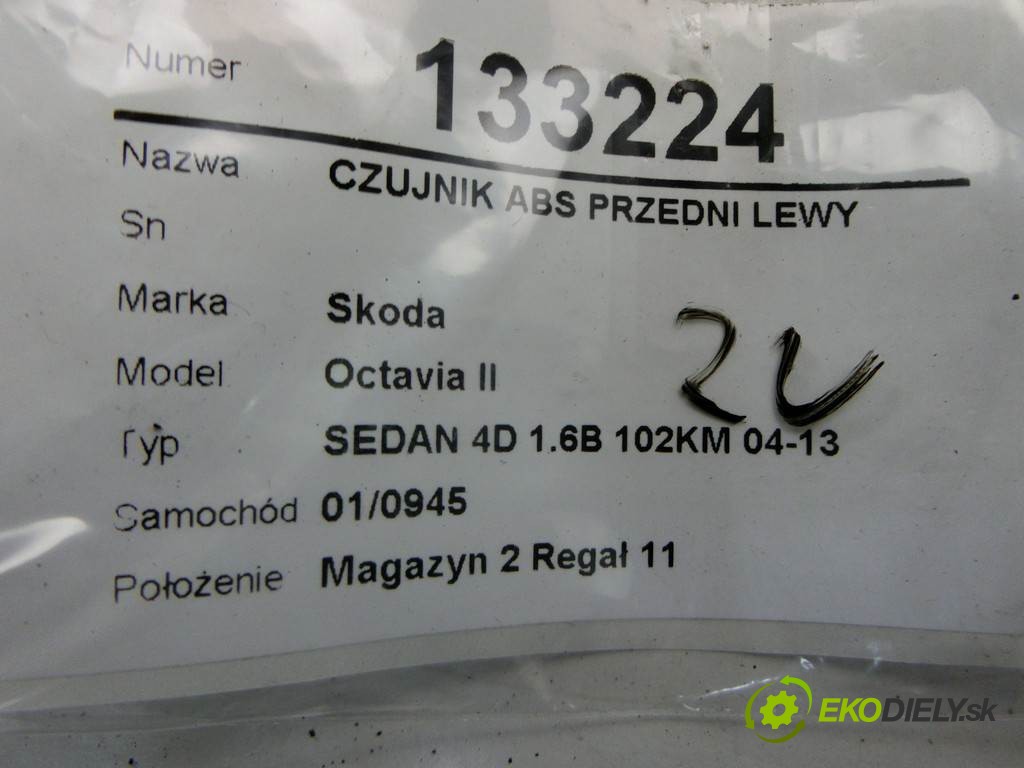 Numer 133224
Nazwa CZUJNIK ABS PRZEDNI LEWY
Sn
Marka Skoda
Model Octavia II
Typ SEDAN 4D 1.6B 102KM 04-13
Samochód 01/0945
Położenie Magazyn 2 Regał 11
EKODIELY.sk